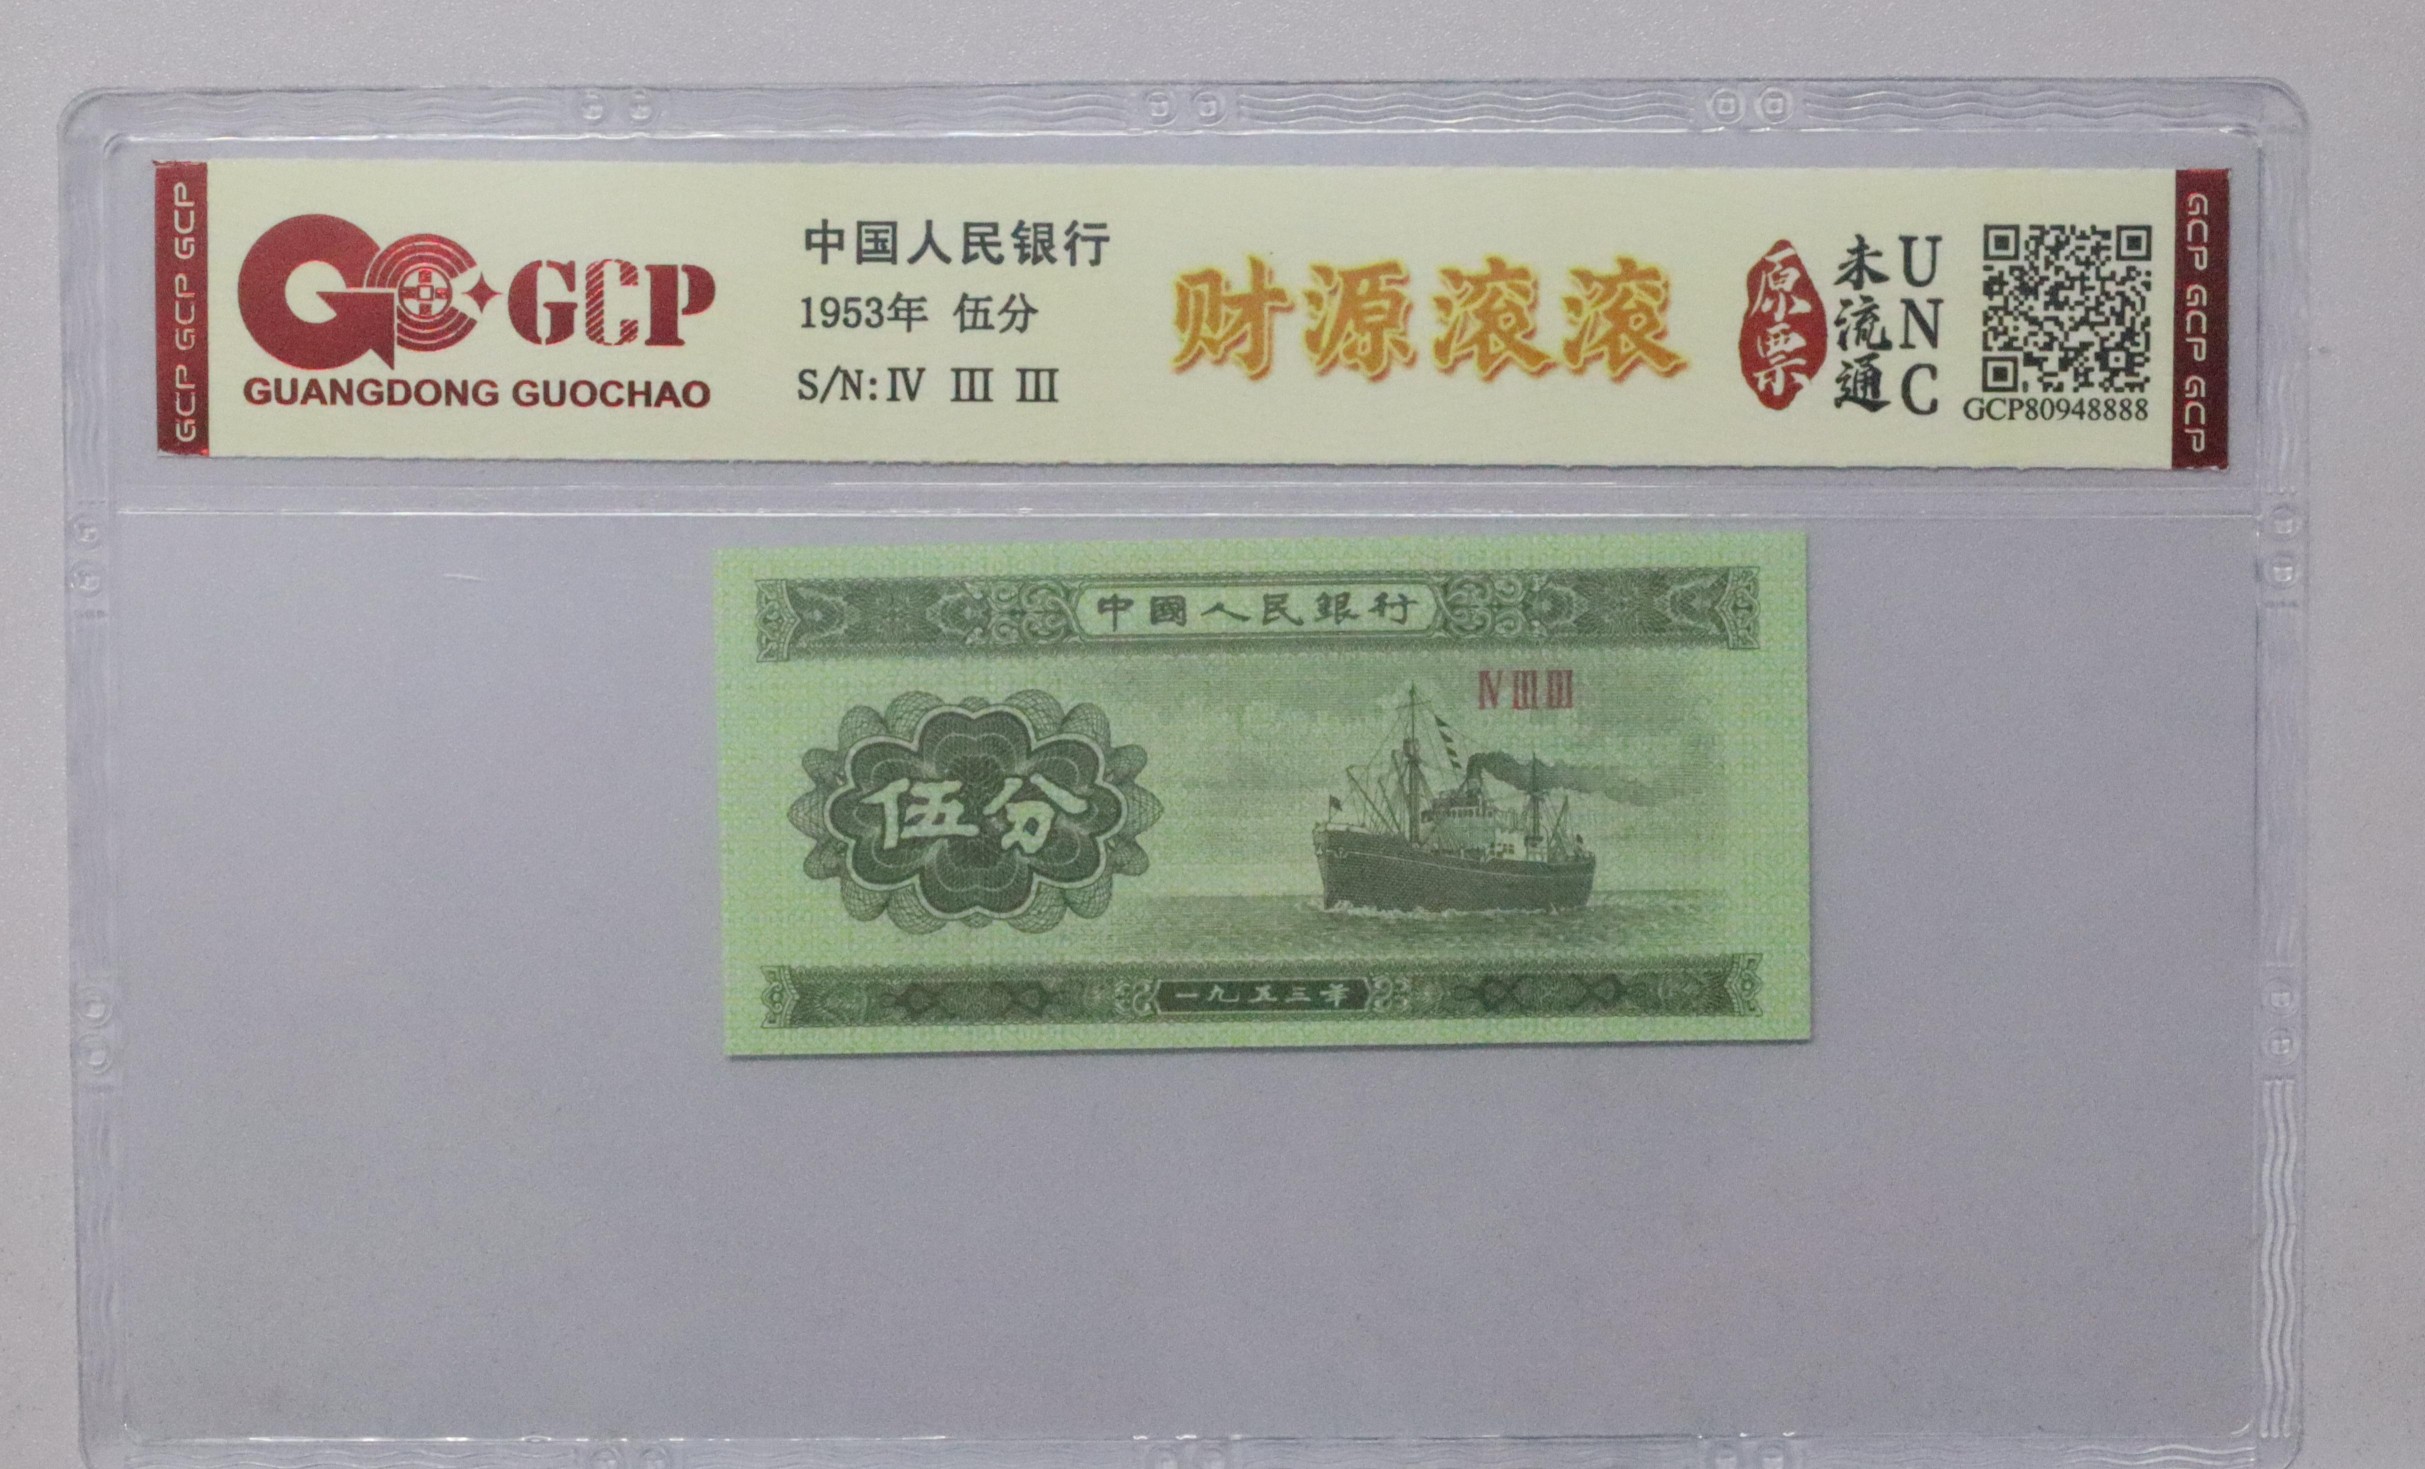 GCP GCP GCP
GCP
GUANGDONG GUOCHAO
中国人民银行
1953年 伍分
S/N: Ⅳ Ⅲ Ⅲ
财源滚滚
原票
未流通
UNC
GCP80948888
GCP GCP GCP
中國人民銀行
Ⅳ Ⅲ Ⅲ
伍分
一九五三年